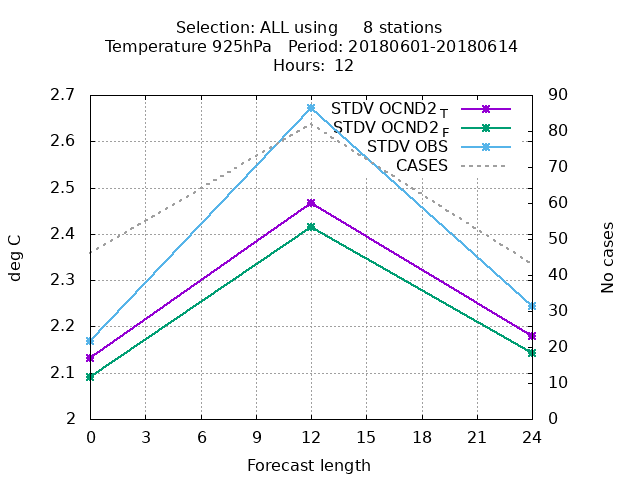 Selection: ALL using     8 stations
Temperature 925hPa   Period: 20180601-20180614
Hours: 12
STDV OCND2 T
STDV OCND2 F
STDV OBS
CASES
2.7
2.6
2.5
2.4
2.3
2.2
2.1
2
deg C
90
80
70
60
50
40
30
20
10
0
No cases
0 3 6 9 12 15 18 21 24
Forecast length